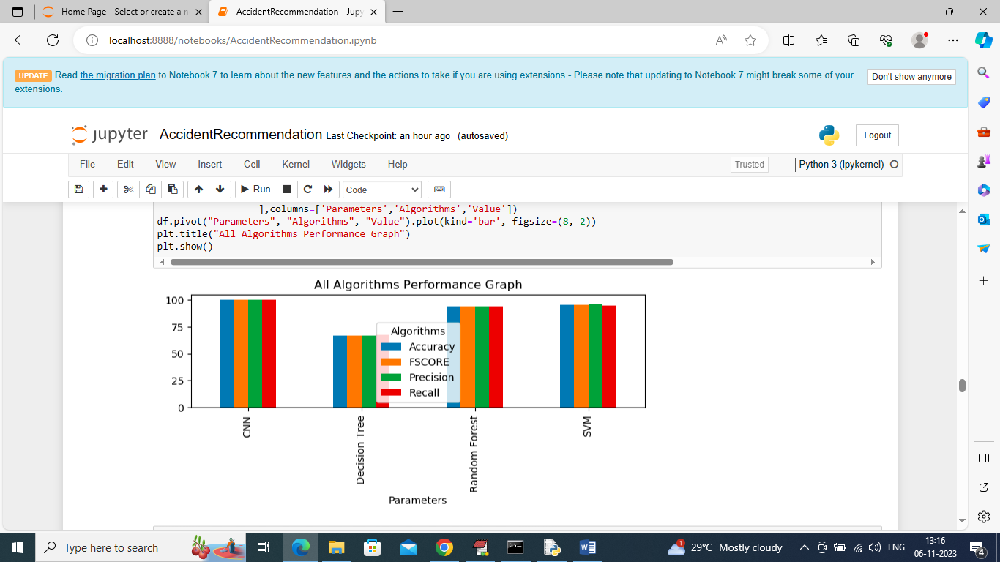 Home Page - Select or create a n
AccidentRecommendation - Jupy
localhost:8888/notebooks/AccidentRecommendation.ipynb
UPDATE Read the migration plan to Notebook 7 to learn about the new features and the actions to take if you are using extensions - Please note that updating to Notebook 7 might break some of your
extensions.
Don't show anymore
jupyter AccidentRecommendation Last Checkpoint: an hour ago (autosaved)
Logout
File Edit View Insert Cell Kernel Widgets Help
Trusted
Python 3 (ipykernel)
Run
Code
],columns=['Parameters','Algorithms','Value'])
df.pivot("Parameters", "Algorithms", "Value").plot(kind='bar', figsize=(8, 2))
plt.title("All Algorithms Performance Graph")
plt.show()
All Algorithms Performance Graph
100
75
50
25
0
Algorithms
Accuracy
FSCORE
Precision
Recall
CNN
Decision Tree
Random Forest
SVM
Parameters
Type here to search
1
29°C Mostly cloudy
ENG
13:16
06-11-2023
4